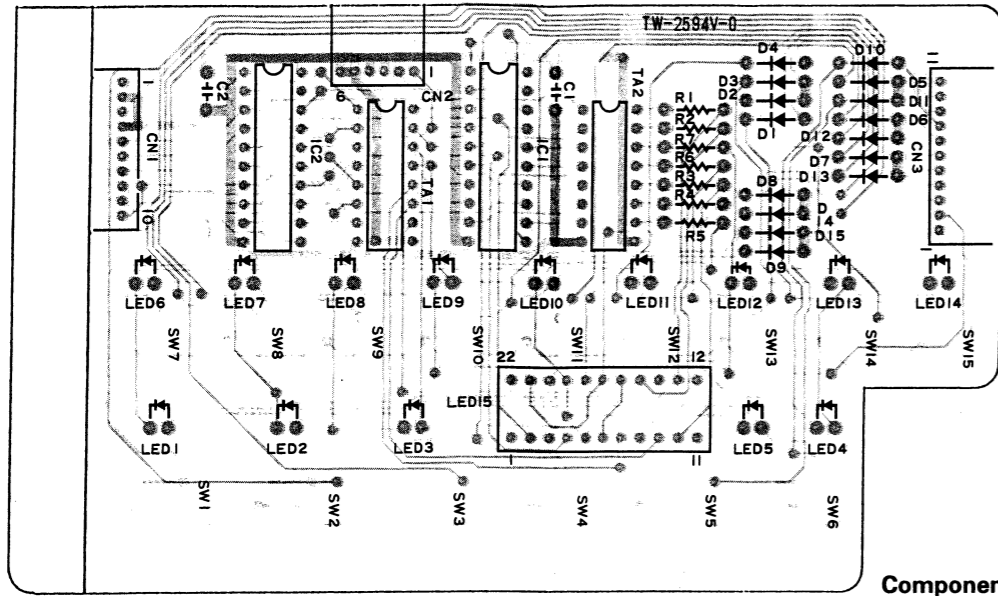 TW-2594V-0
D4
D10
D3
D5
D2
D11
D1
D6
D12
D7
D13
CN3
1
C2
6
1
CN2
C1
TA2
R1
R2
R7
R6
R3
R4
R5
CN1
1
10
IC2
TA1
IC1
D8
D
14
D15
D9
LED6
LED7
LED8
LED9
LED10
LED11
LED12
LED13
LED14
SW7
SW8
SW9
SW10
SW11
SW12
SW13
SW14
SW15
22
12
LED15
1
11
LED1
LED2
LED3
LED5
LED4
SW1
SW2
SW3
SW4
SW5
SW6
Componen